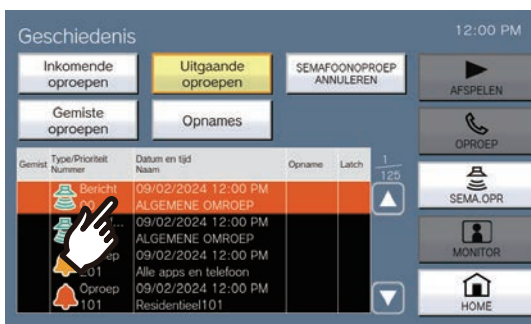 Geschiedenis
12:00 PM
Inkomende
oproepen
Uitgaande
oproepen
SEMAFOONOPROEP
ANNULEREN
AFSPELEN
Gemiste
oproepen
Opnames
OPROEP
Gemist
Type/Prioriteit
Nummer
Datum en tijd
Naam
Opname
Latch
1
125
Bericht
09/02/2024 12:00 PM
00
ALGEMENE OMROEP
SEMA.OPR
09/02/2024 12:00 PM
ALGEMENE OMROEP
MONITOR
09/02/2024 12:00 PM
201
Alle apps en telefoon
Oproep
09/02/2024 12:00 PM
101
Residentieel101
HOME